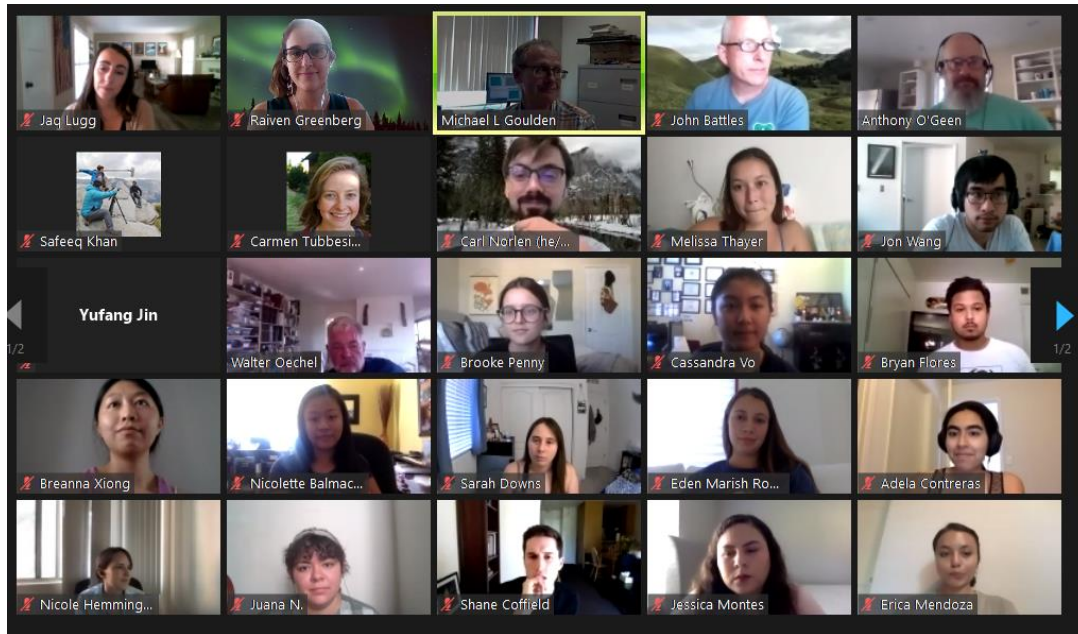 Jaq Lugg
Raiven Greenberg
Michael L Goulden
John Battles
Anthony O'Geen
Safeeq Khan
Carmen Tubbesi...
Carl Norlen (he/...
Melissa Thayer
Jon Wang
Yufang Jin
1/2
Walter Oechel
Brooke Penny
Cassandra Vo
Bryan Flores
1/2
Breanna Xiong
Nicolette Balmac...
Sarah Downs
Eden Marish Ro...
Adela Contreras
Nicole Hemming...
Juana N.
Shane Coffield
Jessica Montes
Erica Mendoza